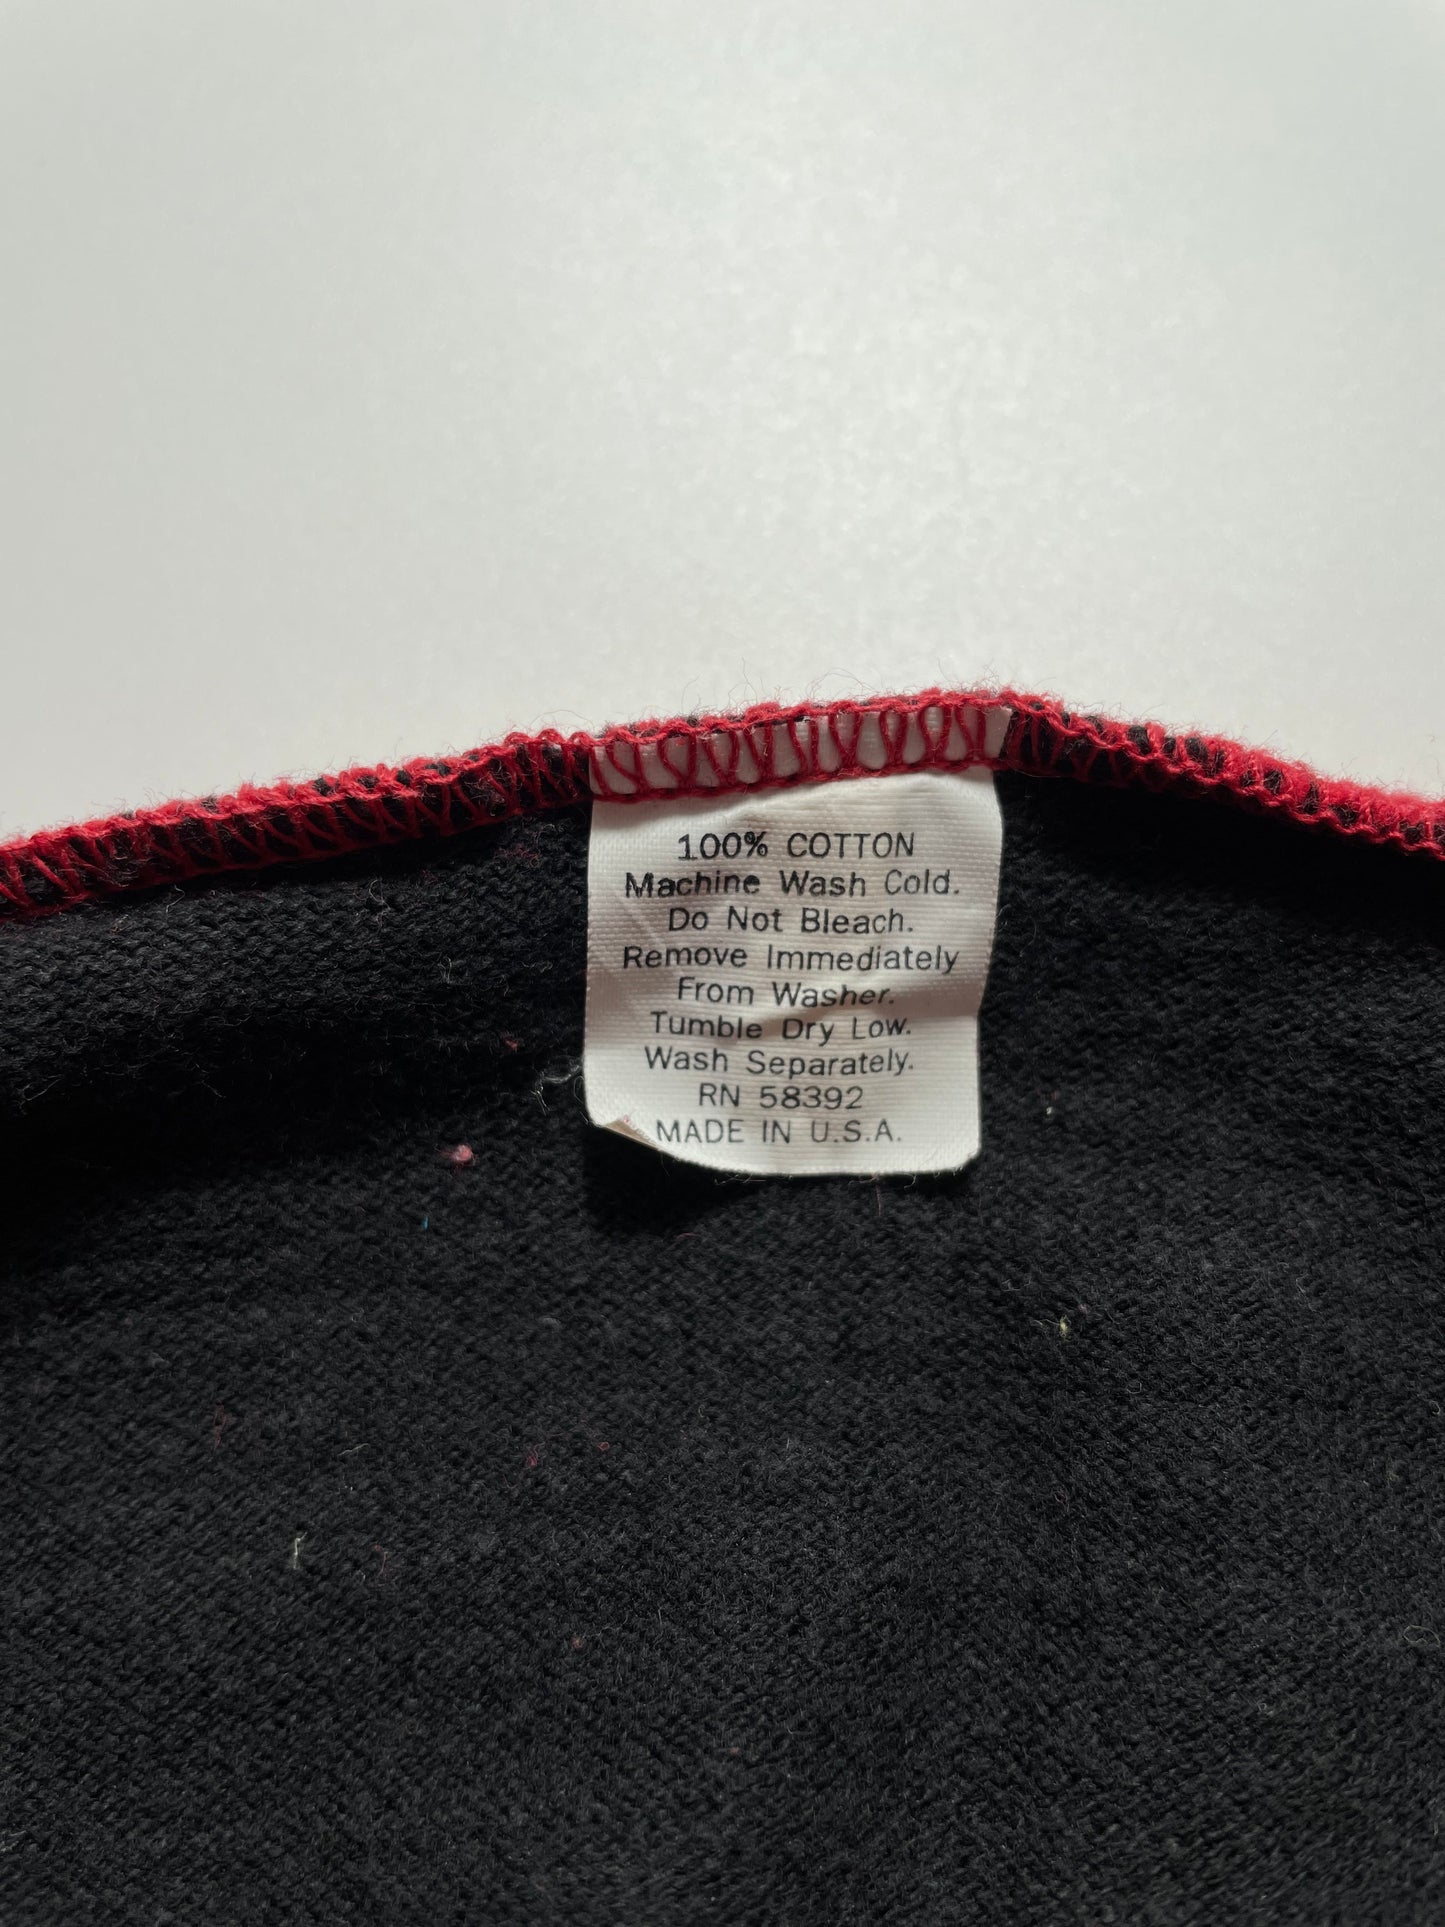 100% COTTON
Machine Wash Cold.
Do Not Bleach.
Remove Immediately
From Washer.
Tumble Dry Low.
Wash Separately.
RN 58392
MADE IN U.S.A.